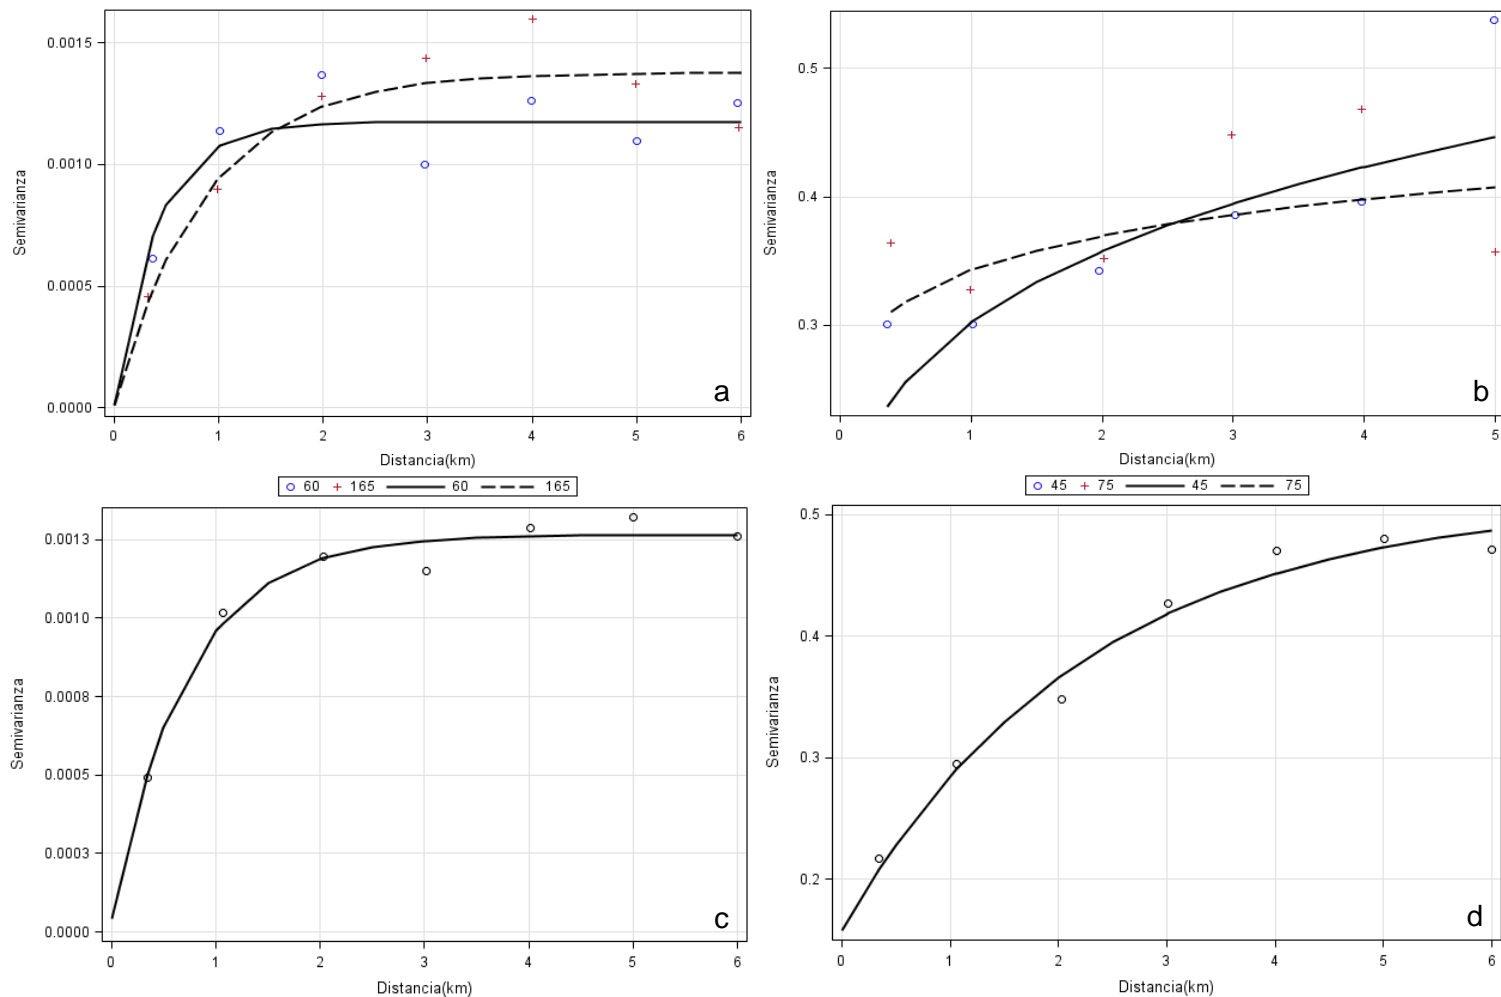 Semivarianza
0.0015
0.0010
0.0005
0.0000
a
0 1 2 3 4 5 6
Distancia(km)
60 165 60 165
Semivarianza
0.5
0.4
0.3
b
0 1 2 3 4 5
Distancia(km)
45 75 45 75
Semivarianza
0.0013
0.0010
0.0008
0.0005
0.0003
0.0000
c
0 1 2 3 4 5 6
Distancia(km)
Semivarianza
0.5
0.4
0.3
0.2
d
0 1 2 3 4 5 6
Distancia(km)